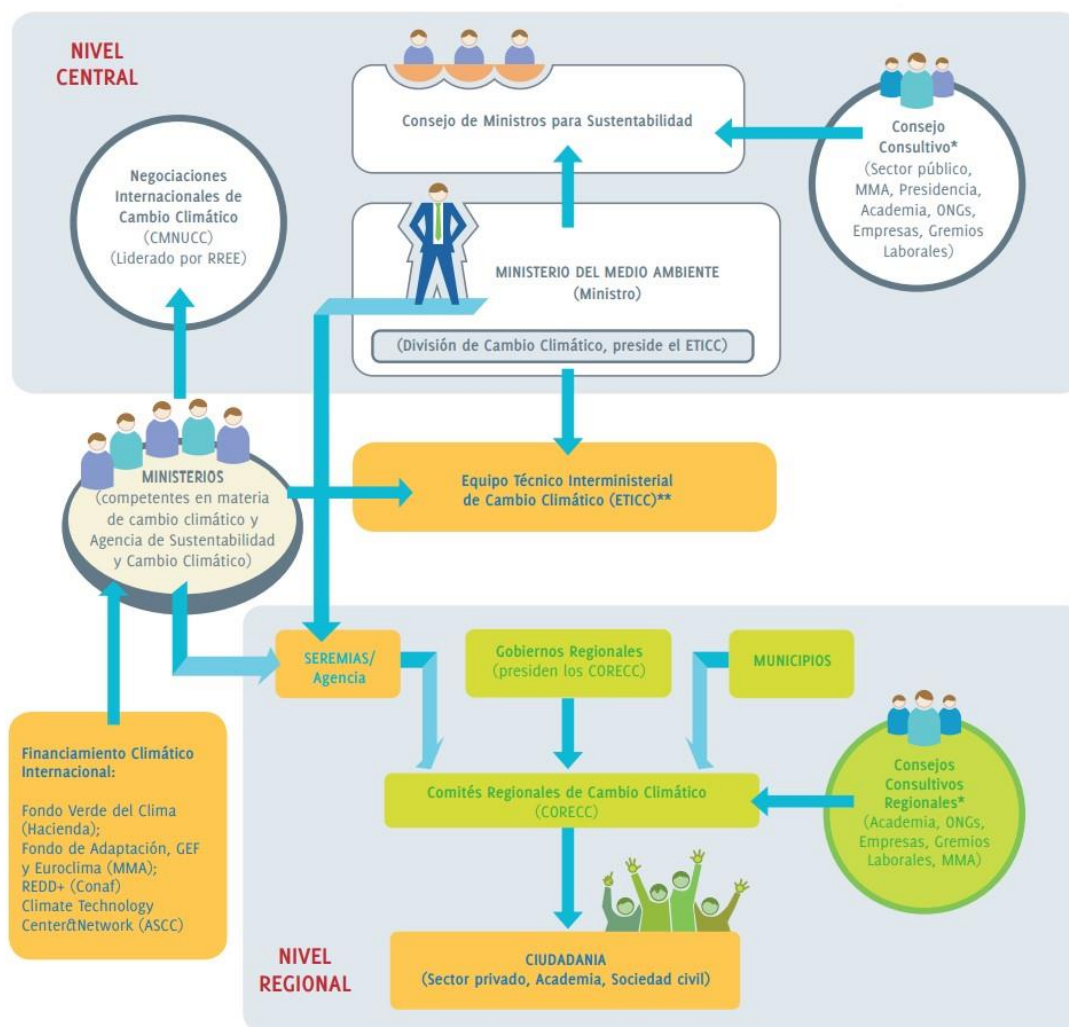 NIVEL
CENTRAL
Consejo de Ministros para Sustentabilidad
Consejo
Consultivo*
(Sector público,
MMA, Presidencia,
Academia, ONGs,
Empresas, Gremios
Laborales)
Negociaciones
Internacionales de
Cambio Climático
(CMNUCC)
(Liderado por RREE)
MINISTERIO DEL MEDIO AMBIENTE
(Ministro)
(División de Cambio Climático, preside el ETICC)
MINISTERIOS
(competentes en materia
de cambio climático y
Agencia de Sustentabilidad
y Cambio Climático)
Equipo Técnico Interministerial
de Cambio Climático (ETICC)**
SEREMIAS/
Agencia
Gobiernos Regionales
(presiden los CORECC)
MUNICIPIOS
Financiamiento Climático
Internacional:
Fondo Verde del Clima
(Hacienda);
Fondo de Adaptación, GEF
y Euroclima (MMA);
REDD+ (Conaf)
Climate Technology
Center&Network (ASCC)
Comités Regionales de Cambio Climático
(CORECC)
Consejos
Consultivos
Regionales*
(Academia, ONGs,
Empresas, Gremios
Laborales, MMA)
NIVEL
REGIONAL
CIUDADANIA
(Sector privado, Academia, Sociedad civil)